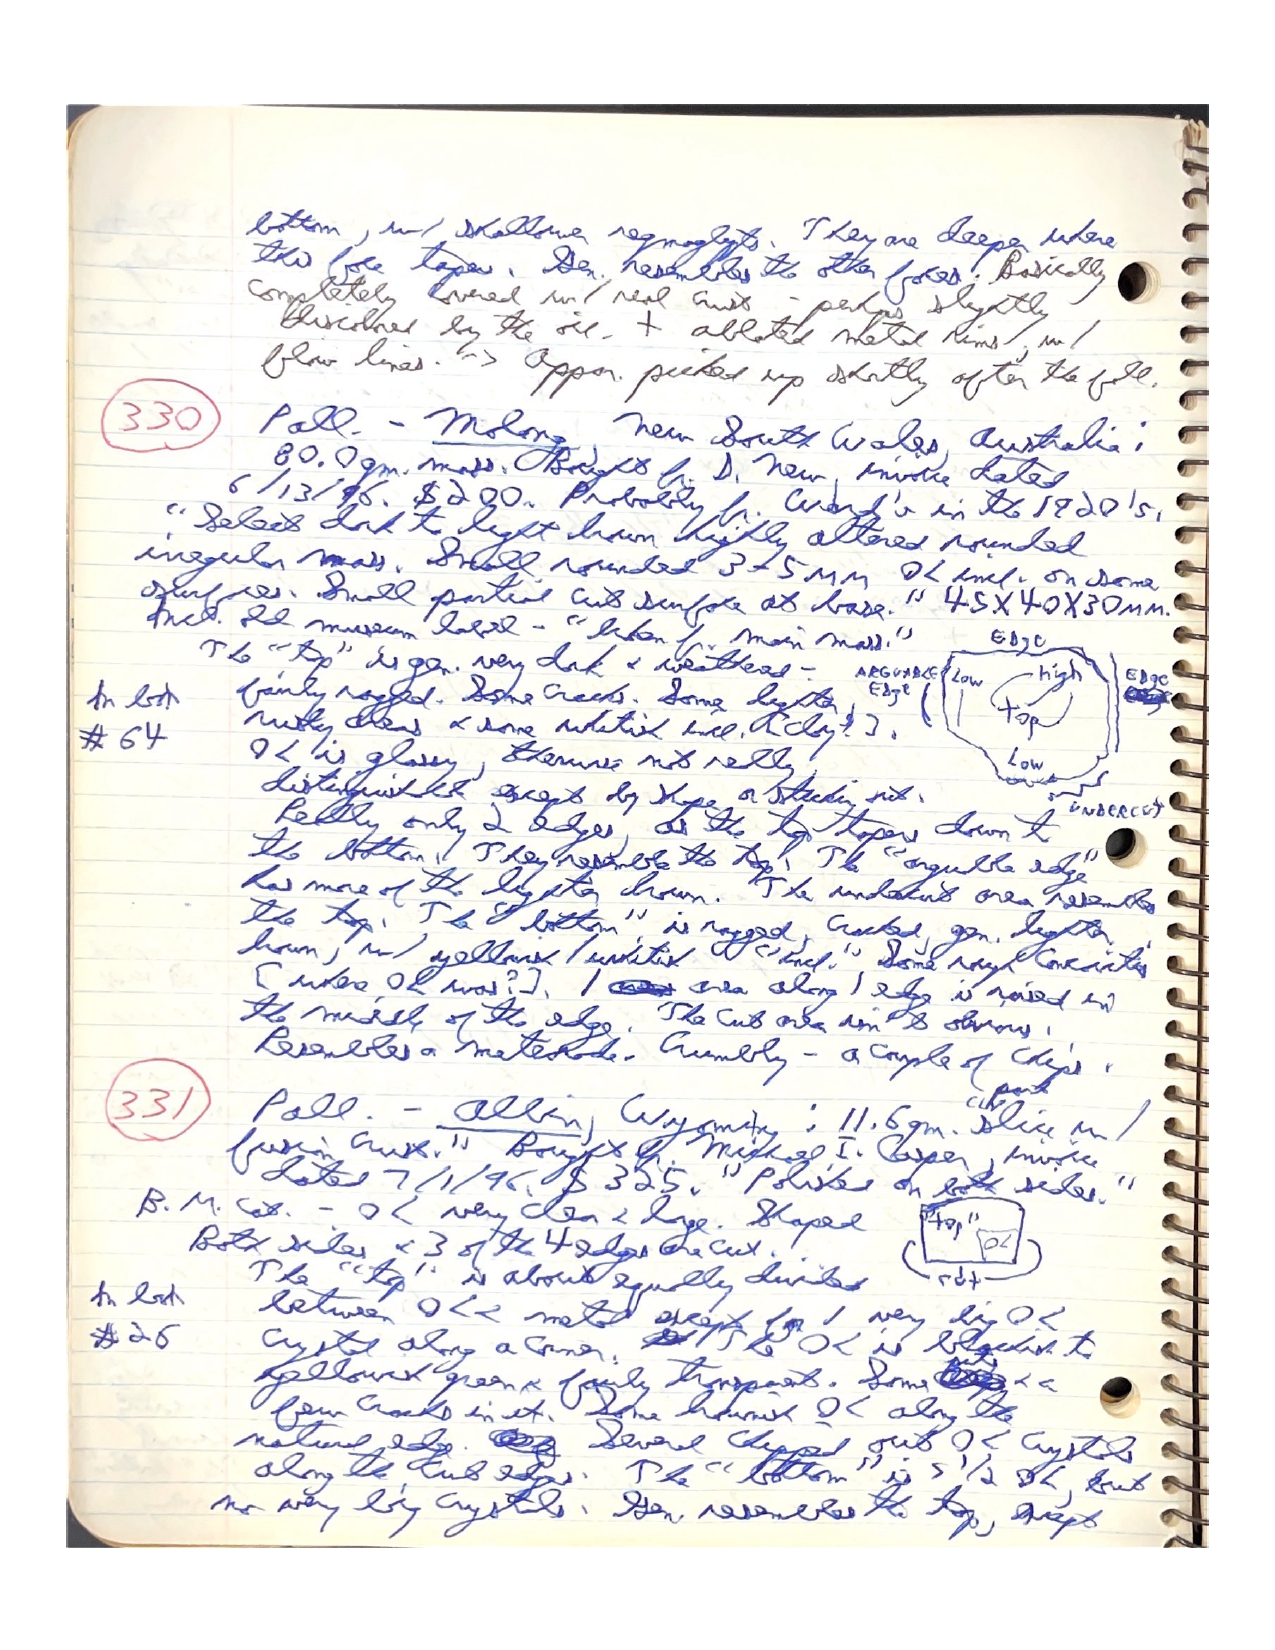 bottom, w/ shallower regmaglypts. They are deeper where
this face tapers. Gen. resembles the other faces. Basically
completely covered w/ real crust - perhaps slightly
discolored by the oil. + ablated metal rims, w/
flow lines. -> Appar. picked up shortly after the fall.
330 Pall. - Molong, New South Wales, Australia:
80.0gm. mass. Bought fr. D. New, invoice dated
6/13/96. $200. Probably fr. Ward's in the 1920's.
"Select dark to light brown highly altered rounded
irregular mass. Small rounded 3-5mm Ol incl. on some
surfaces. Small partial cut surface at base." 45X40X30mm.
Incl. old museum label - "taken fr. main mass."
The "top" is gen. very dark & weathered -
fairly ragged. Some cracks. Some lighter,
rusty areas & some whitish incl. [clay?].
Ol is glassy, otherwise not really
distinguishable except by shape or sticking out.
EDGE
ARGUABLE EDGE
Low
high
Top
Low
EDGE
UNDERCUT
In box
#64
Really only 2 edges, as the top tapers down to
the bottom. They resemble the top. The "arguable edge"
has more of the lighter brown. The undercut area resembles
the top. The "bottom" is ragged, cracked, gen. lighter
brown, w/ yellowish/whitish "incl." Some rough concavities
[where Ol was?]. 1 area along 1 edge is raised in
the middle of the edge. The cut area isn't obvious.
Resembles a meteorode. Crumbly - a couple of chips.
331 Pall. - Albin, Wyoming: 11.6gm. "part slice w/
fusion crust." Bought fr. Michael I. Casper, invoice
dated 7/1/96. $325. "Polished on both sides."
B. M. Cat. - Ol very clear & large. Shaped
Both sides & 3 of the 4 edges are cut.
"top"
Ol
cut
The "top" is about equally divided
between Ol & metal except for 1 very big Ol
In box
#26
crystal along a corner. The Ol is blackish to
yellowish green & fairly transparent. Some & a
few cracks in it. Some brownish Ol along the
natural edge. Several chipped out Ol crystals
along the cut edges. The "bottom" is > 1/2 Ol, but
no very big crystals. Gen. resembles the top, except